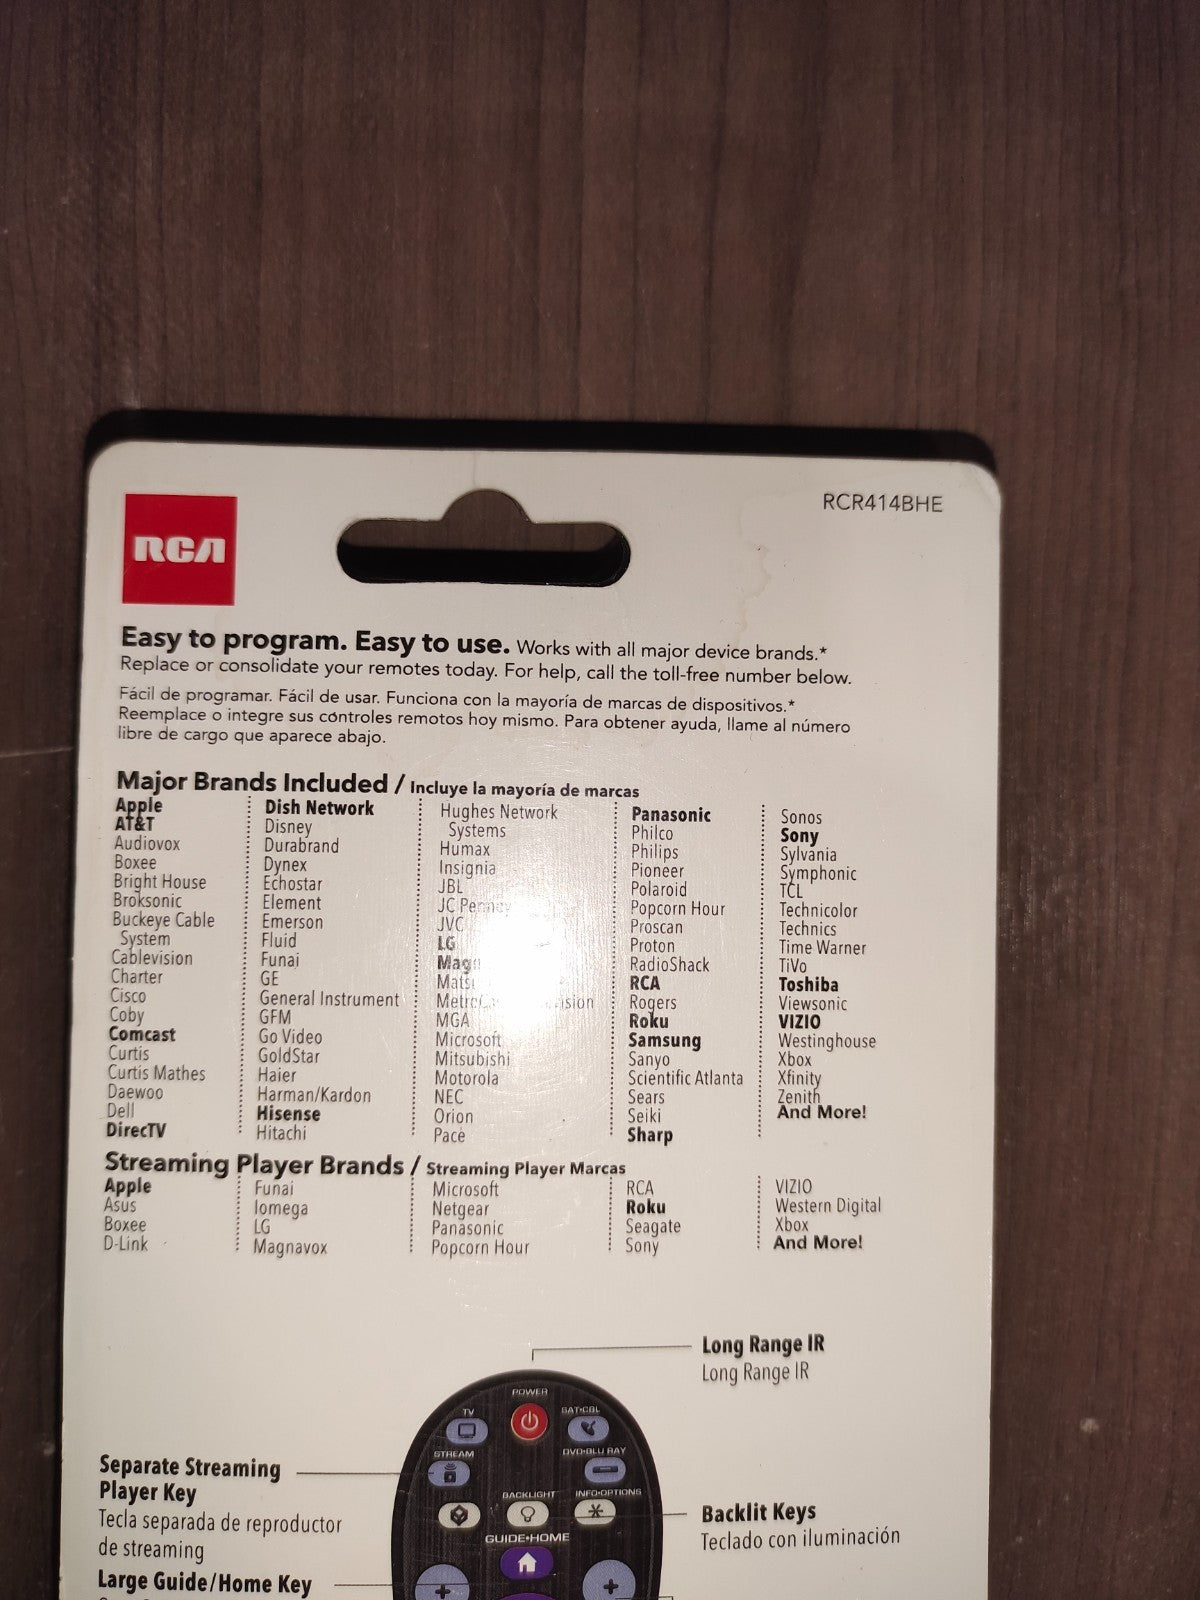 RCA
RCR414BHE
Easy to program. Easy to use. Works with all major device brands.*
Replace or consolidate your remotes today. For help, call the toll-free number below.
Fácil de programar. Fácil de usar. Funciona con la mayoría de marcas de dispositivos.*
Reemplace o integre sus controles remotos hoy mismo. Para obtener ayuda, llame al número
libre de cargo que aparece abajo.
Major Brands Included / Incluye la mayoría de marcas
Apple
AT&T
Audiovox
Boxee
Bright House
Broksonic
Buckeye Cable
System
Cablevision
Charter
Cisco
Coby
Comcast
Curtis
Curtis Mathes
Daewoo
Dell
DirecTV
Dish Network
Disney
Durabrand
Dynex
Echostar
Element
Emerson
Fluid
Funai
GE
General Instrument
GFM
Go Video
GoldStar
Haier
Harman/Kardon
Hisense
Hitachi
Hughes Network
Systems
Humax
Insignia
JBL
JC Penney
JVC
LG
MGA
Microsoft
Mitsubishi
Motorola
NEC
Orion
Pace
Panasonic
Philco
Philips
Pioneer
Polaroid
Popcorn Hour
Proscan
Proton
RadioShack
RCA
Rogers
Roku
Samsung
Sanyo
Scientific Atlanta
Sears
Seiki
Sharp
Sonos
Sony
Sylvania
Symphonic
TCL
Technicolor
Technics
Time Warner
TiVo
Toshiba
Viewsonic
VIZIO
Westinghouse
Xbox
Xfinity
Zenith
And More!
Streaming Player Brands / Streaming Player Marcas
Apple
Asus
Boxee
D-Link
Funai
Iomega
LG
Magnavox
Microsoft
Netgear
Panasonic
Popcorn Hour
RCA
Roku
Seagate
Sony
VIZIO
Western Digital
Xbox
And More!
Long Range IR
Long Range IR
POWER
TV
SAT•CBL
STREAM
DVD•BLU RAY
BACKLIGHT
INFO•OPTIONS
GUIDE•HOME
Separate Streaming
Player Key
Tecla separada de reproductor
de streaming
Backlit Keys
Teclado con iluminación
Large Guide/Home Key